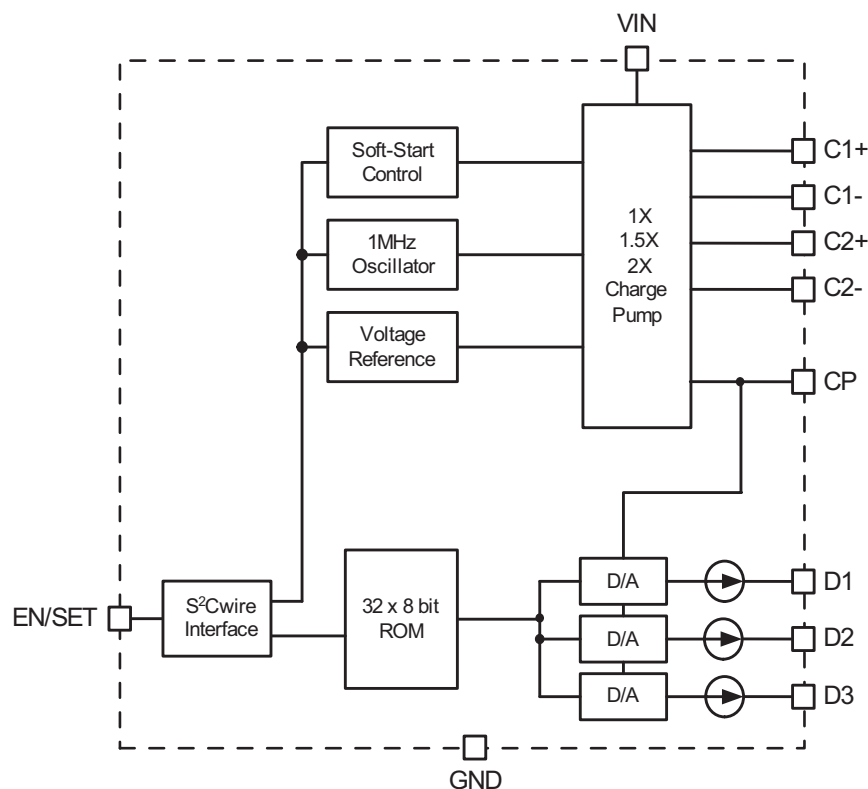 VIN
Soft-Start
Control
1MHz
Oscillator
Voltage
Reference
1X
1.5X
2X
Charge
Pump
C1+
C1-
C2+
C2-
CP
EN/SET
S²Cwire
Interface
32 x 8 bit
ROM
D/A
D/A
D/A
D1
D2
D3
GND